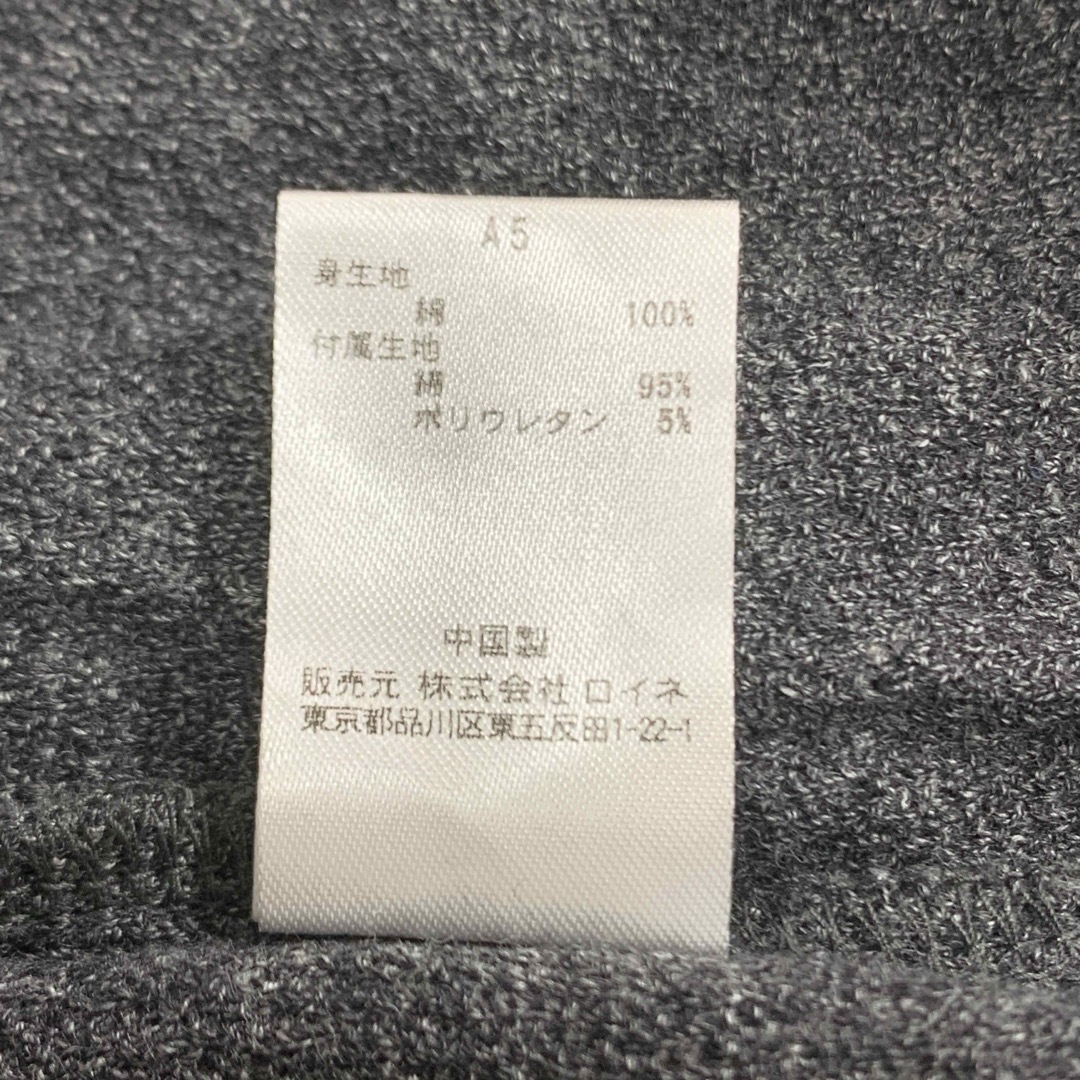 A5
身生地
綿 100%
付属生地
綿 95%
ポリウレタン 5%
中国製
販売元 株式会社 ロイネ
東京都品川区東五反田1-22-1